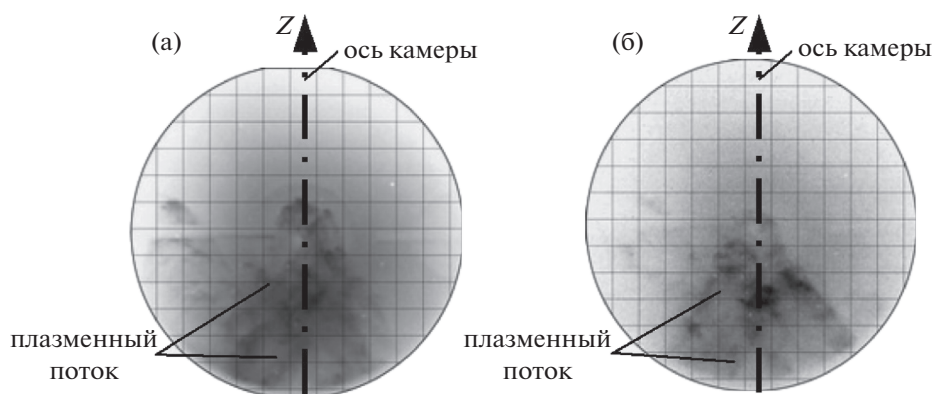 (а)
Z
ось камеры
плазменный
поток
(б)
Z
ось камеры
плазменный
поток